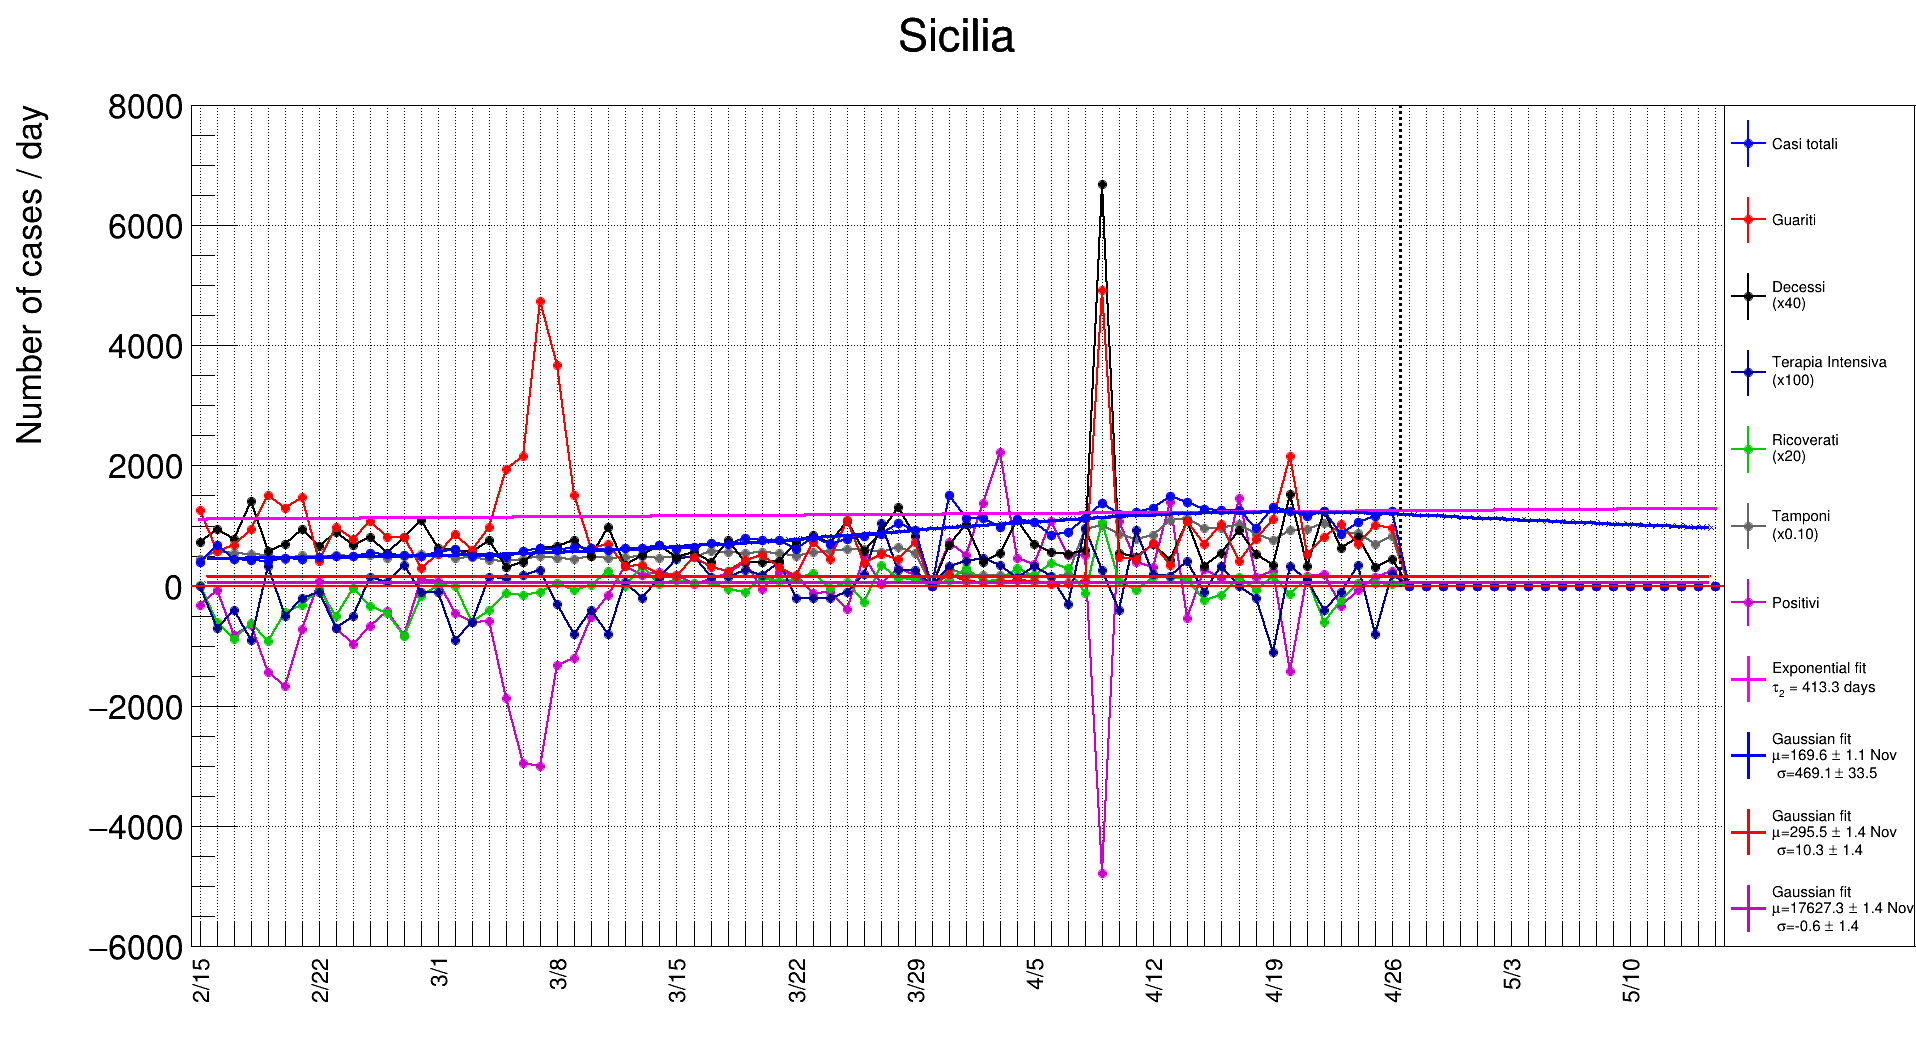 Sicilia
Number of cases / day
8000
6000
4000
2000
0
−2000
−4000
−6000
2/15
2/22
3/1
3/8
3/15
3/22
3/29
4/5
4/12
4/19
4/26
5/3
5/10
Casi totali
Guariti
Decessi
(x40)
Terapia Intensiva
(x100)
Ricoverati
(x20)
Tamponi
(x0.10)
Positivi
Exponential fit
τ2 = 413.3 days
Gaussian fit
μ=169.6 ± 1.1 Nov
σ=469.1 ± 33.5
Gaussian fit
μ=295.5 ± 1.4 Nov
σ=10.3 ± 1.4
Gaussian fit
μ=17627.3 ± 1.4 Nov
σ=-0.6 ± 1.4